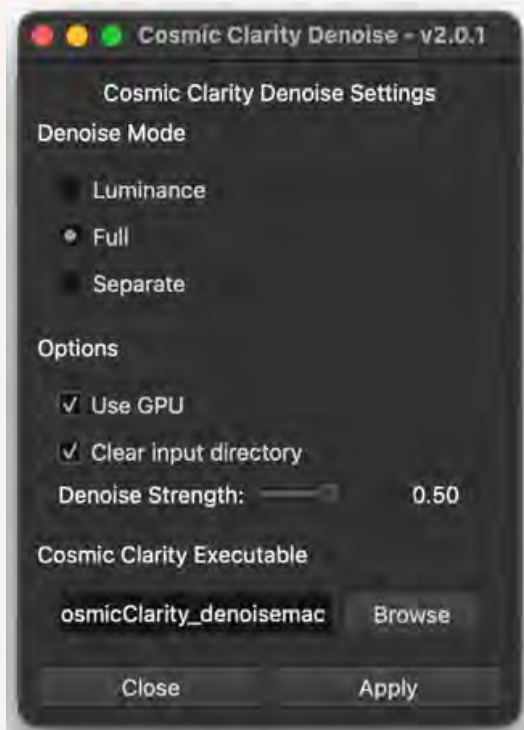 Cosmic Clarity Denoise - v2.0.1
Cosmic Clarity Denoise Settings
Denoise Mode
Luminance
Full
Separate
Options
Use GPU
Clear input directory
Denoise Strength: 0.50
Cosmic Clarity Executable
osmicClarity_denoisemac Browse
Close Apply